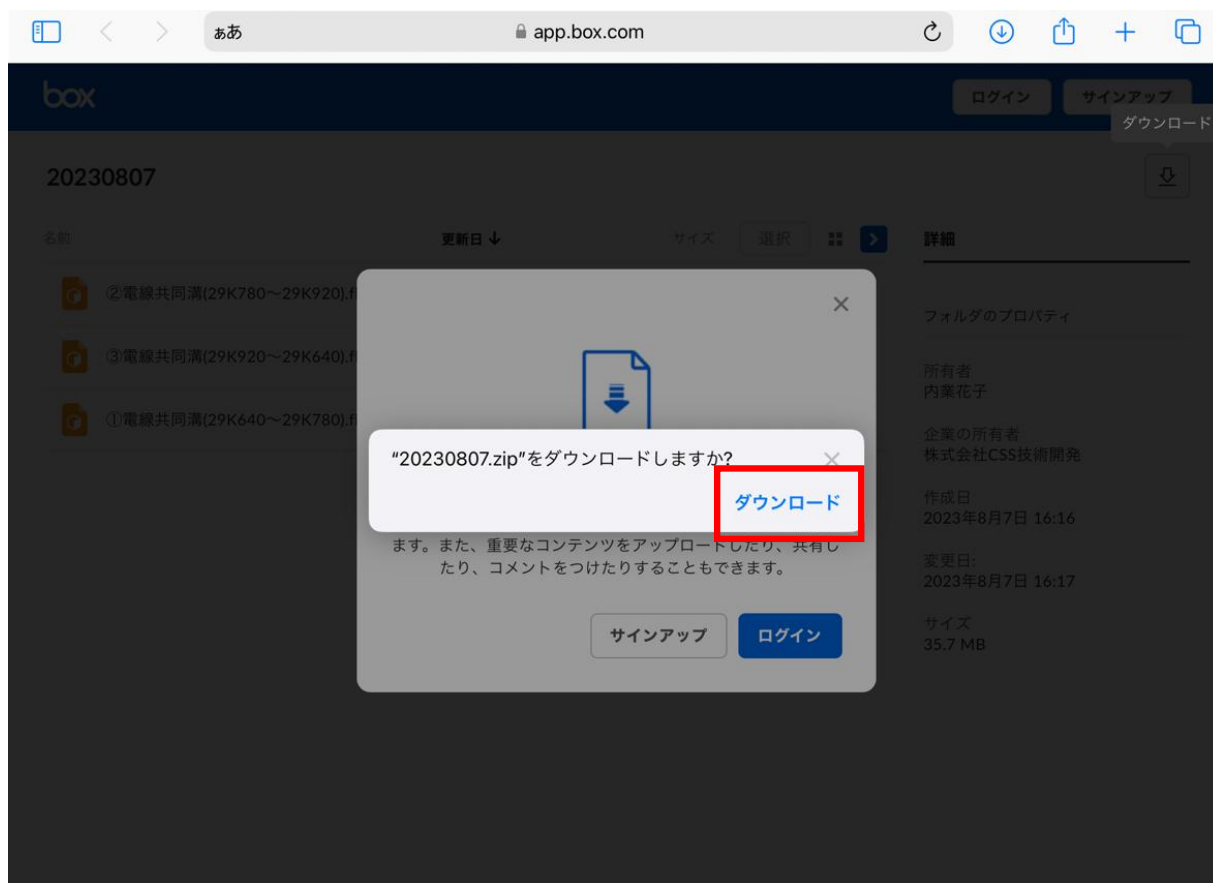 ぁあ
app.box.com
box
ログイン
サインアップ
ダウンロード
20230807
名前
更新日
サイズ
選択
詳細
②電線共同溝(29K780～29K920).f
③電線共同溝(29K920～29K640).f
①電線共同溝(29K640～29K780).f
"20230807.zip"をダウンロードしますか?
ダウンロード
ます。また、重要なコンテンツをアップロードしたり、共有し
たり、コメントをつけたりすることもできます。
サインアップ
ログイン
フォルダのプロパティ
所有者
内業花子
企業の所有者
株式会社CSS技術開発
作成日
2023年8月7日 16:16
変更日:
2023年8月7日 16:17
サイズ
35.7 MB